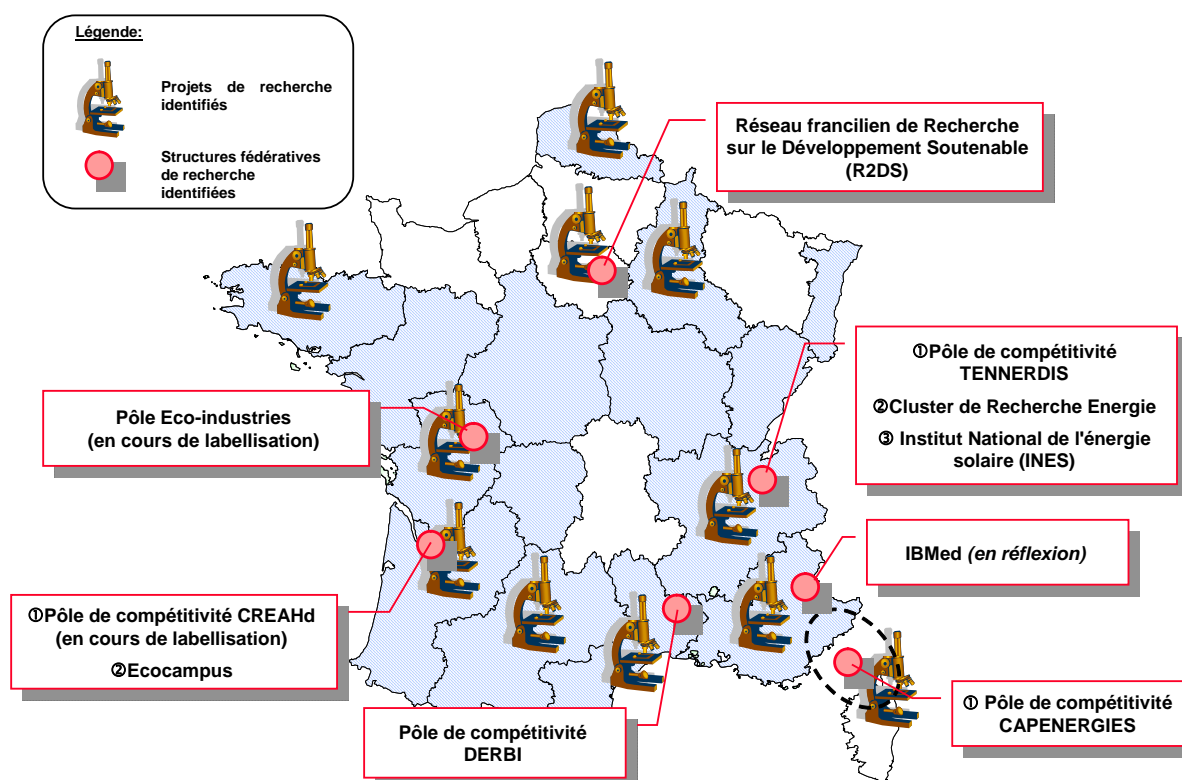 Légende:
Projets de recherche
identifiés
Structures fédératives
de recherche
identifiées
Réseau francilien de Recherche
sur le Développement Soutenable
(R2DS)
①Pôle de compétitivité
TENNERDIS
②Cluster de Recherche Energie
③ Institut National de l'énergie
solaire (INES)
Pôle Eco-industries
(en cours de labellisation)
IBMed (en réflexion)
①Pôle de compétitivité CREAHd
(en cours de labellisation)
②Ecocampus
① Pôle de compétitivité
CAPENERGIES
Pôle de compétitivité
DERBI